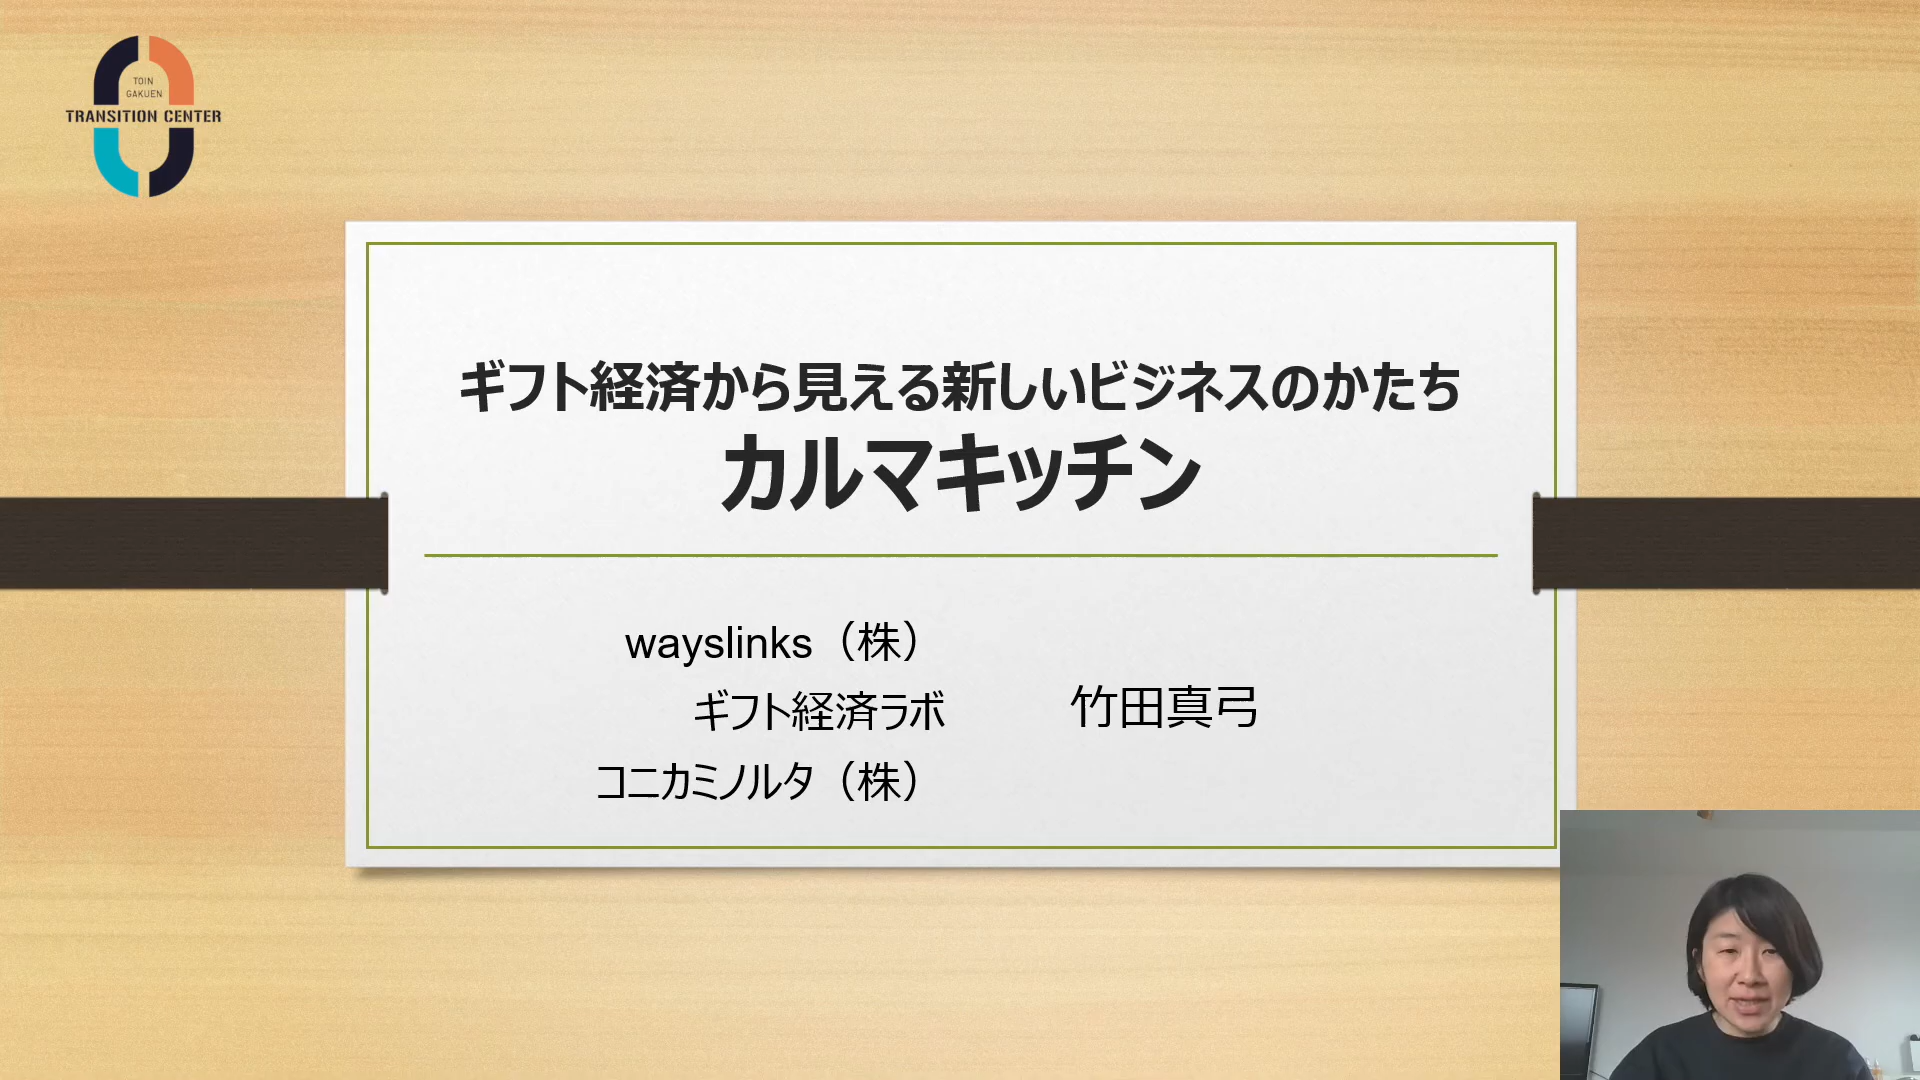 TOIN
GAKUEN
TRANSITION CENTER
ギフト経済から見える新しいビジネスのかたち
カルマキッチン
wayslinks（株）
ギフト経済ラボ
竹田真弓
コニカミノルタ（株）